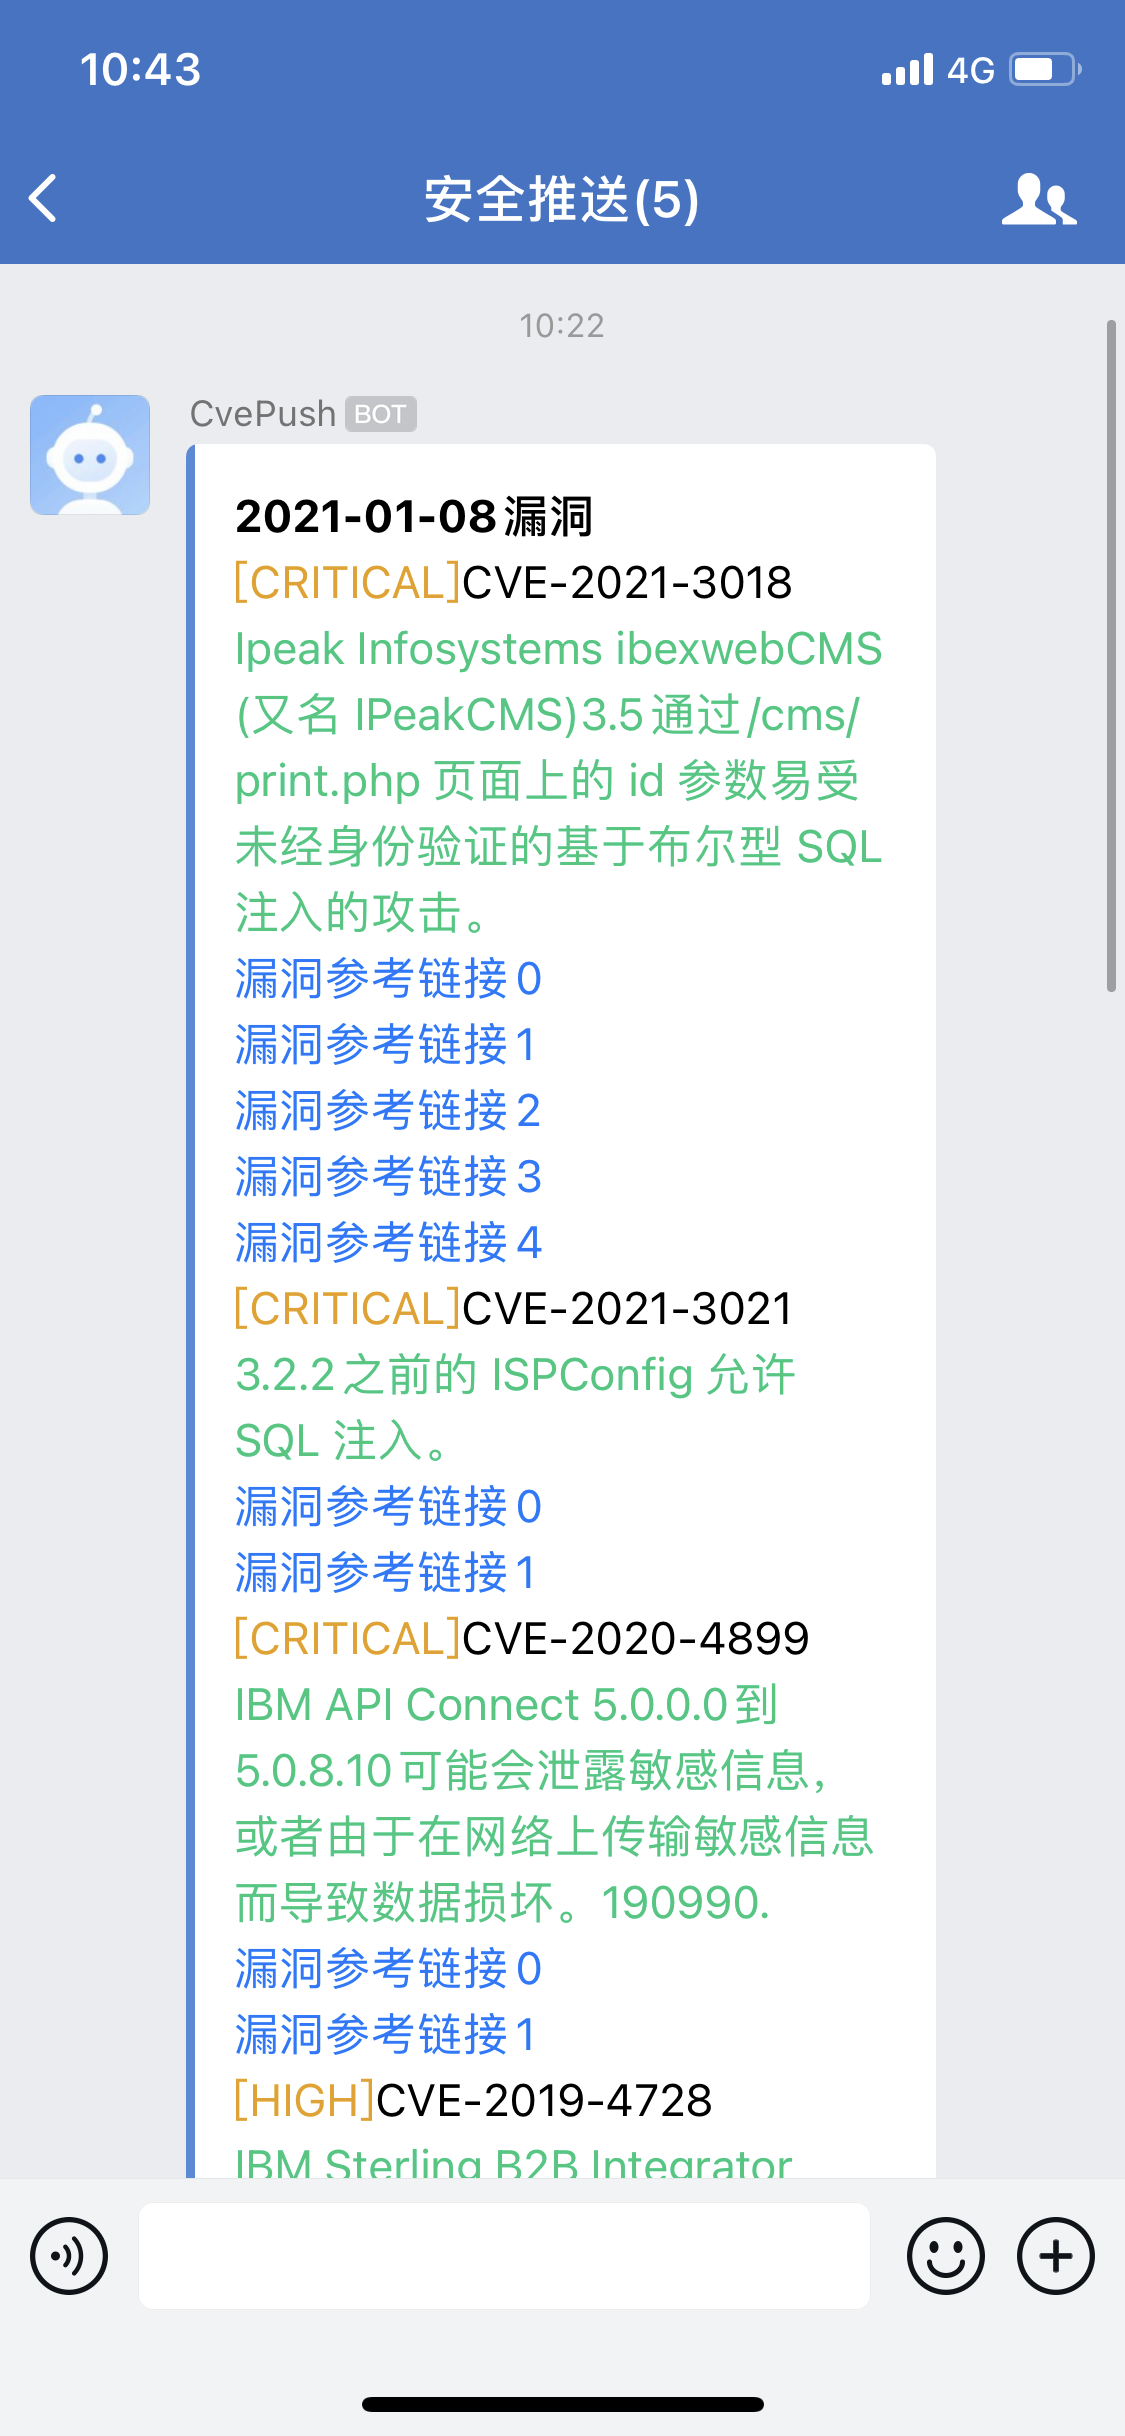 10:43
4G
安全推送(5)
10:22
CvePush BOT
2021-01-08漏洞
[CRITICAL]CVE-2021-3018
Ipeak Infosystems ibexwebCMS
(又名 IPeakCMS)3.5通过/cms/
print.php 页面上的 id 参数易受
未经身份验证的基于布尔型 SQL
注入的攻击。
漏洞参考链接0
漏洞参考链接1
漏洞参考链接2
漏洞参考链接3
漏洞参考链接4
[CRITICAL]CVE-2021-3021
3.2.2之前的 ISPConfig 允许
SQL 注入。
漏洞参考链接0
漏洞参考链接1
[CRITICAL]CVE-2020-4899
IBM API Connect 5.0.0.0到
5.0.8.10可能会泄露敏感信息，
或者由于在网络上传输敏感信息
而导致数据损坏。190990.
漏洞参考链接0
漏洞参考链接1
[HIGH]CVE-2019-4728
IBM Sterling B2B Integrator